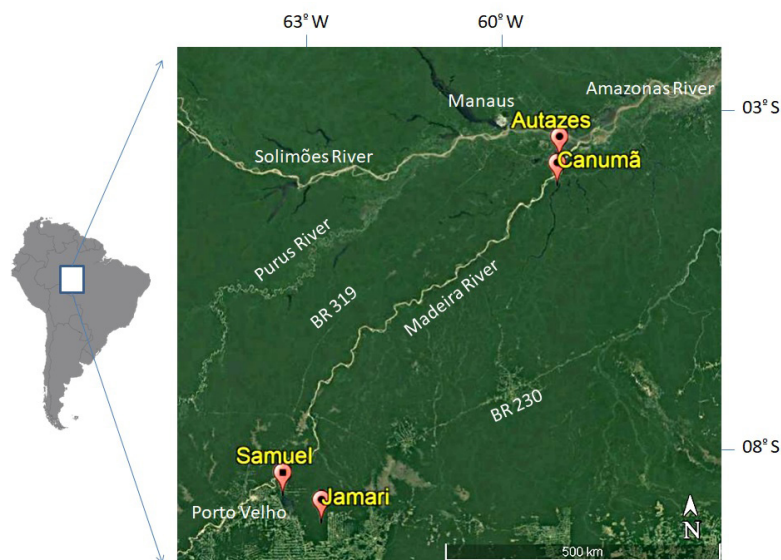 63° W
60° W
Amazonas River
Manaus
03° S
Autazes
Canumã
Solimões River
Purus River
BR 319
Madeira River
BR 230
08° S
Samuel
Jamari
Porto Velho
N
500 km